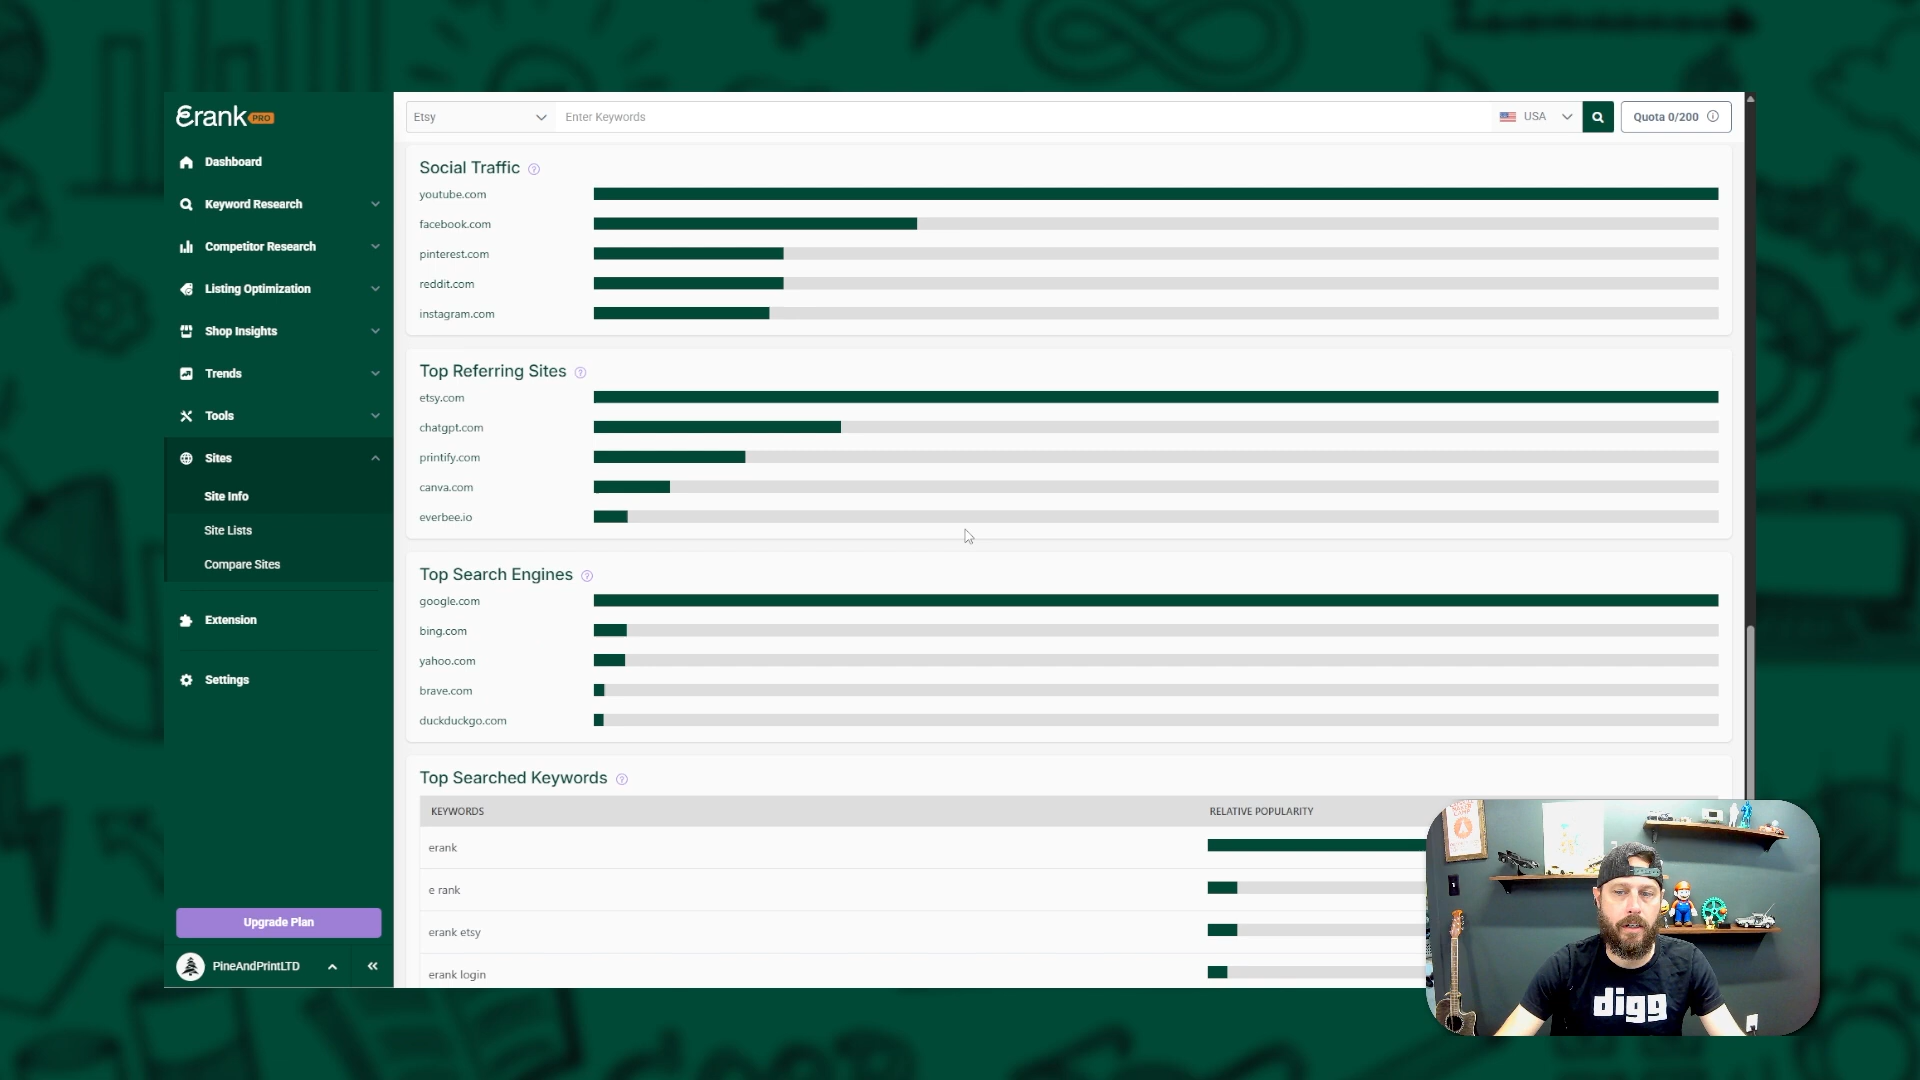 erank PRO
Etsy
Enter Keywords
USA
Quota 0/200
Dashboard
Keyword Research
Competitor Research
Listing Optimization
Shop Insights
Trends
Tools
Sites
Site Info
Site Lists
Compare Sites
Extension
Settings
Upgrade Plan
PineAndPrintLTD
Social Traffic
youtube.com
facebook.com
pinterest.com
reddit.com
instagram.com
Top Referring Sites
etsy.com
chatgpt.com
printify.com
canva.com
everbee.io
Top Search Engines
google.com
bing.com
yahoo.com
brave.com
duckduckgo.com
Top Searched Keywords
KEYWORDS
RELATIVE POPULARITY
erank
e rank
erank etsy
erank login
digg